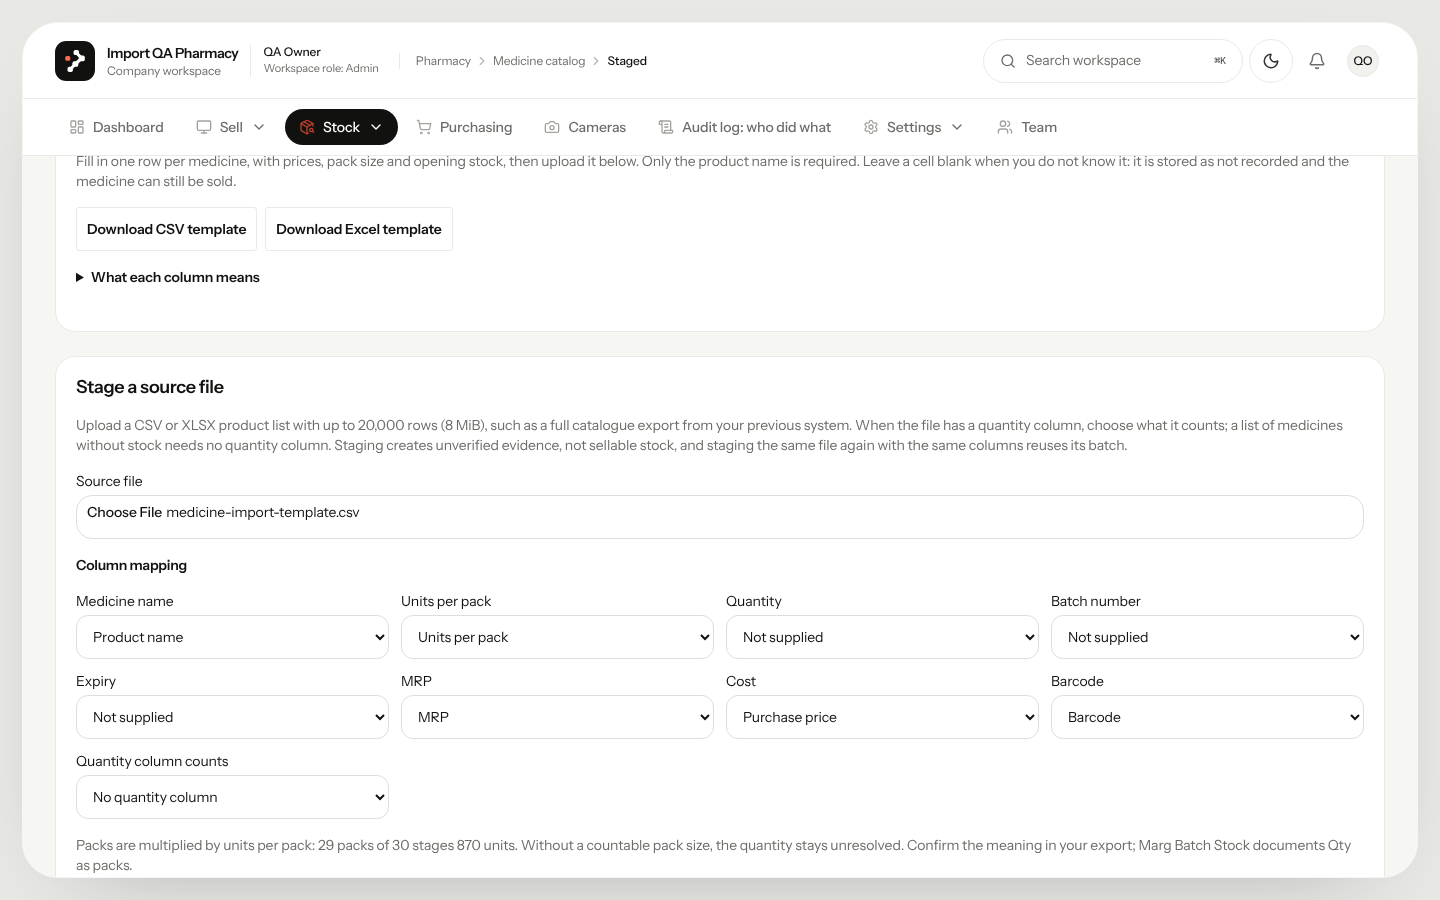 Import QA Pharmacy
Company workspace
QA Owner
Workspace role: Admin
Pharmacy > Medicine catalog > Staged
Search workspace
⌘K
QO
Dashboard
Sell
Stock
Purchasing
Cameras
Audit log: who did what
Settings
Team
Fill in one row per medicine, with prices, pack size and opening stock, then upload it below. Only the product name is required. Leave a cell blank when you do not know it: it is stored as not recorded and the
medicine can still be sold.
Download CSV template
Download Excel template
What each column means
Stage a source file
Upload a CSV or XLSX product list with up to 20,000 rows (8 MiB), such as a full catalogue export from your previous system. When the file has a quantity column, choose what it counts; a list of medicines
without stock needs no quantity column. Staging creates unverified evidence, not sellable stock, and staging the same file again with the same columns reuses its batch.
Source file
Choose File medicine-import-template.csv
Column mapping
Medicine name
Units per pack
Quantity
Batch number
Product name
Units per pack
Not supplied
Not supplied
Expiry
MRP
Cost
Barcode
Not supplied
MRP
Purchase price
Barcode
Quantity column counts
No quantity column
Packs are multiplied by units per pack: 29 packs of 30 stages 870 units. Without a countable pack size, the quantity stays unresolved. Confirm the meaning in your export; Marg Batch Stock documents Qty
as packs.